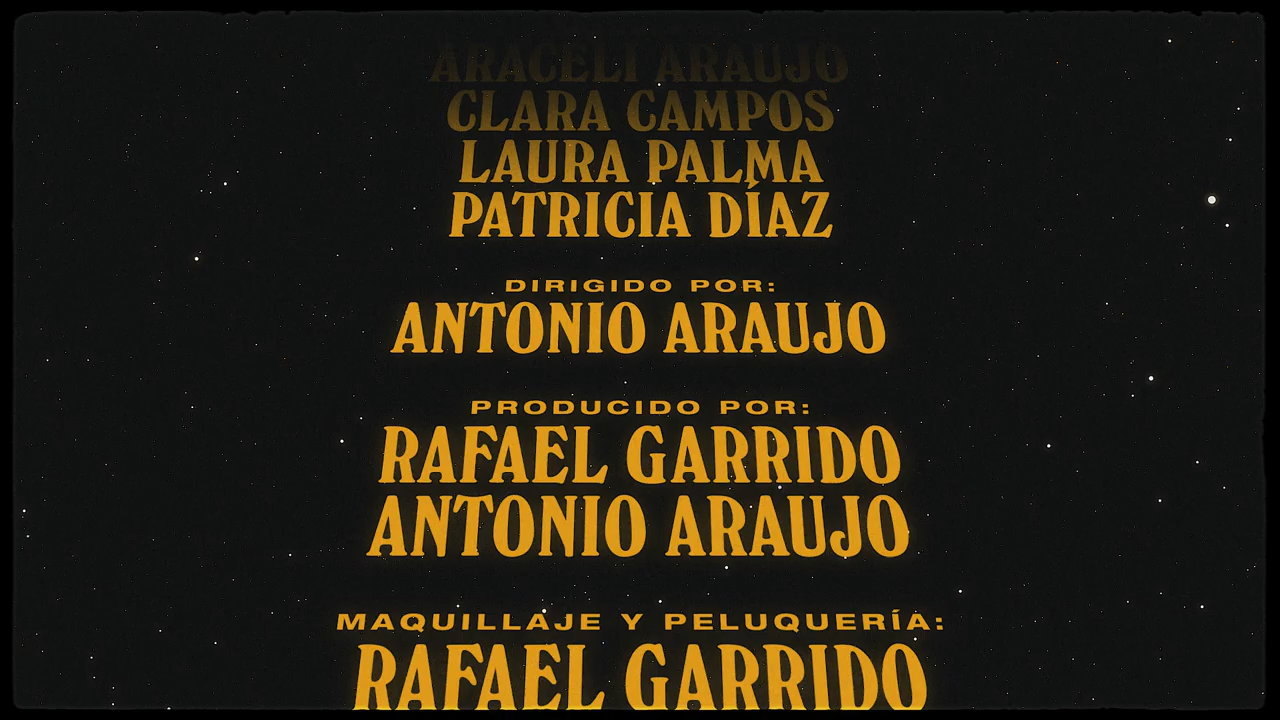 ARACELI ARAUJO
CLARA CAMPOS
LAURA PALMA
PATRICIA DÍAZ
DIRIGIDO POR:
ANTONIO ARAUJO
PRODUCIDO POR:
RAFAEL GARRIDO
ANTONIO ARAUJO
MAQUILLAJE Y PELUQUERÍA:
RAFAEL GARRIDO